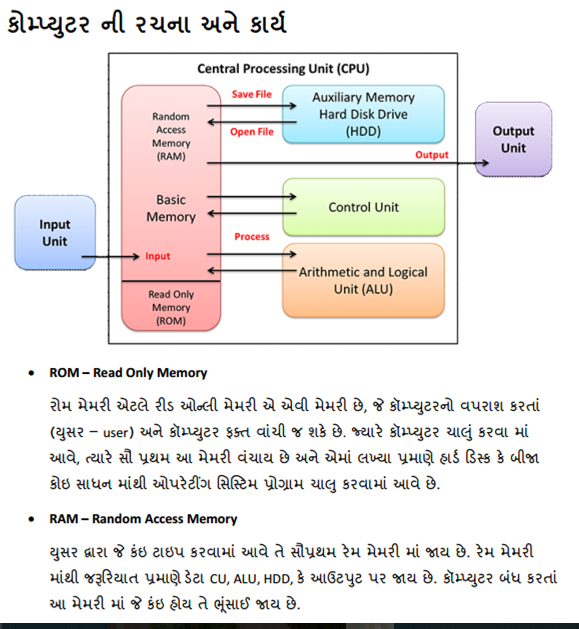 કોમ્પ્યુટર ની રચના અને કાર્ય
Central Processing Unit (CPU)
Save File
Auxiliary Memory
Hard Disk Drive
(HDD)
Random
Access
Memory
(RAM)
Open File
Output
Output
Unit
Basic
Memory
Control Unit
Input
Unit
Process
Input
Arithmetic and Logical
Unit (ALU)
Read Only
Memory
(ROM)
• ROM – Read Only Memory
રોમ મેમરી એટલે રીડ ઓન્લી મેમરી એ એવી મેમરી છે, જે કૉમ્પ્યુટરનો વપરાશ કરતાં
(યુસર – user) અને કૉમ્પ્યુટર ફક્ત વાંચી જ શકે છે. જ્યારે કૉમ્પ્યુટર ચાલું કરવા માં
આવે, ત્યારે સૌ પ્રથમ આ મેમરી વંચાય છે અને એમાં લખ્યા પ્રમાણે હાર્ડ ડિસ્ક કે બીજા
કોઇ સાધન માંથી ઓપરેટીંગ સિસ્ટિમ પ્રોગ્રામ ચાલુ કરવામાં આવે છે.
• RAM – Random Access Memory
યુસર દ્વારા જે કંઇ ટાઇપ કરવામાં આવે તે સૌપ્રથમ રેમ મેમરી માં જાય છે. રેમ મેમરી
માંથી જરૂરિયાત પ્રમાણે ડેટા CU, ALU, HDD, કે આઉટપુટ પર જાય છે. કૉમ્પ્યુટર બંધ કરતાં
આ મેમરી માં જે કંઇ હોય તે ભૂંસાઈ જાય છે.